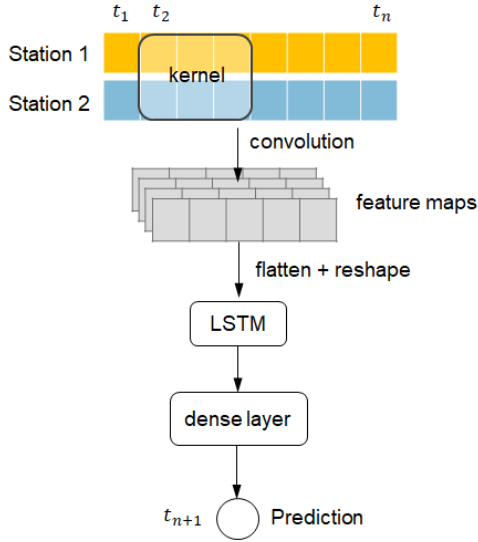 t₁ t₂ tₙ
Station 1
kernel
Station 2
convolution
feature maps
flatten + reshape
LSTM
dense layer
tₙ₊₁ Prediction